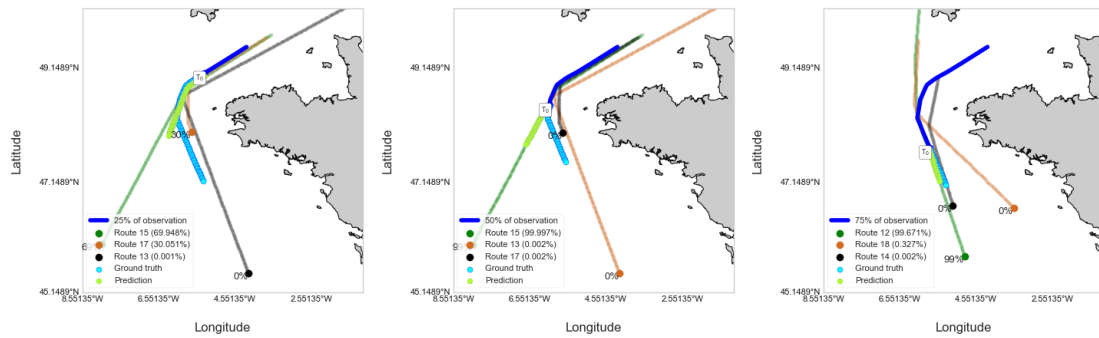 49.1489°N
47.1489°N
45.1489°N
8.55135°W
6.55135°W
4.55135°W
2.55135°W
Latitude
Longitude
T₀
30%
0%
25% of observation
Route 15 (69.948%)
Route 17 (30.051%)
Route 13 (0.001%)
Ground truth
Prediction
49.1489°N
47.1489°N
45.1489°N
8.55135°W
6.55135°W
4.55135°W
2.55135°W
Latitude
Longitude
T₀
0%
0%
50% of observation
Route 15 (99.997%)
Route 13 (0.002%)
Route 17 (0.002%)
Ground truth
Prediction
49.1489°N
47.1489°N
45.1489°N
8.55135°W
6.55135°W
4.55135°W
2.55135°W
Latitude
Longitude
T₀
0%
0%
99%
75% of observation
Route 12 (99.671%)
Route 18 (0.327%)
Route 14 (0.002%)
Ground truth
Prediction